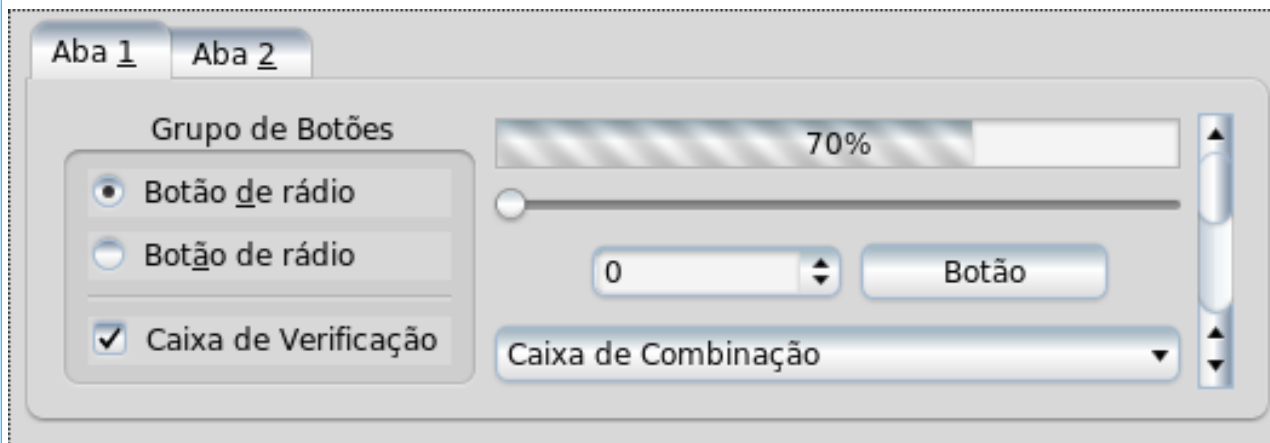 Aba 1
Aba 2
Grupo de Botões
Botão de rádio
Botão de rádio
Caixa de Verificação
70%
0
Botão
Caixa de Combinação